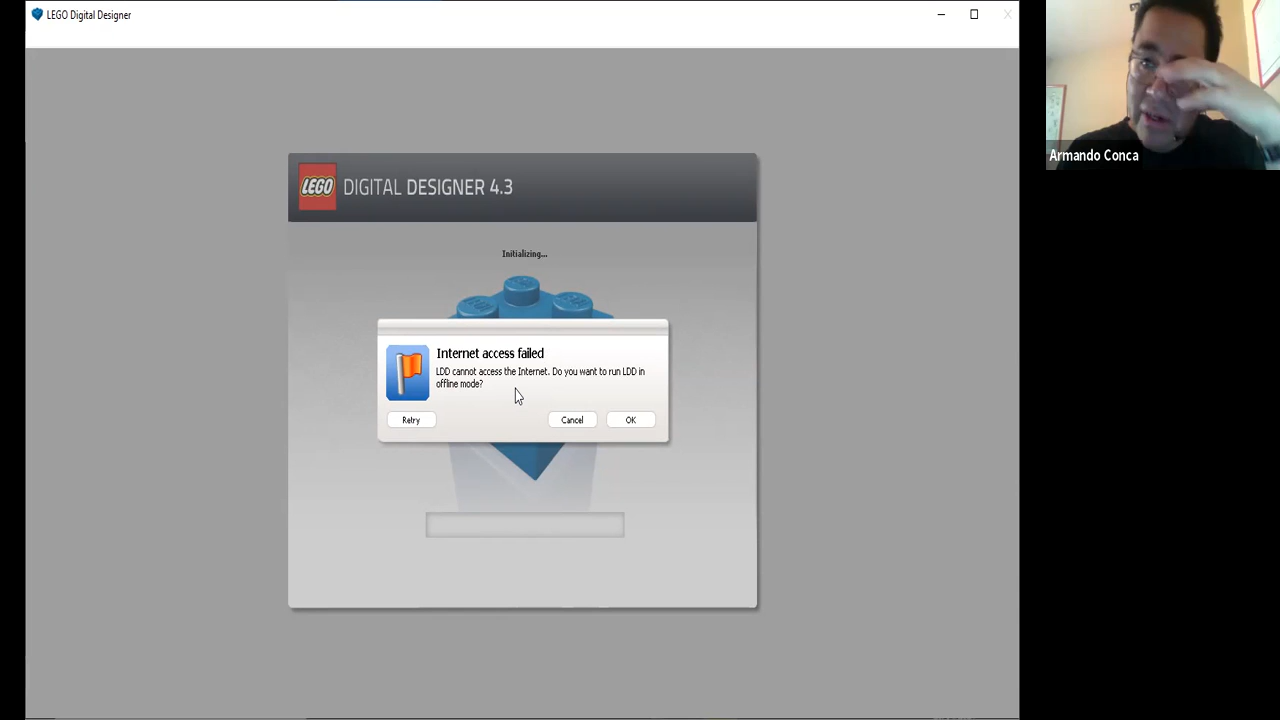 LEGO Digital Designer
LEGO DIGITAL DESIGNER 4.3
Initializing...
Internet access failed
LDD cannot access the Internet. Do you want to run LDD in
offline mode?
Retry Cancel OK
Armando Conca